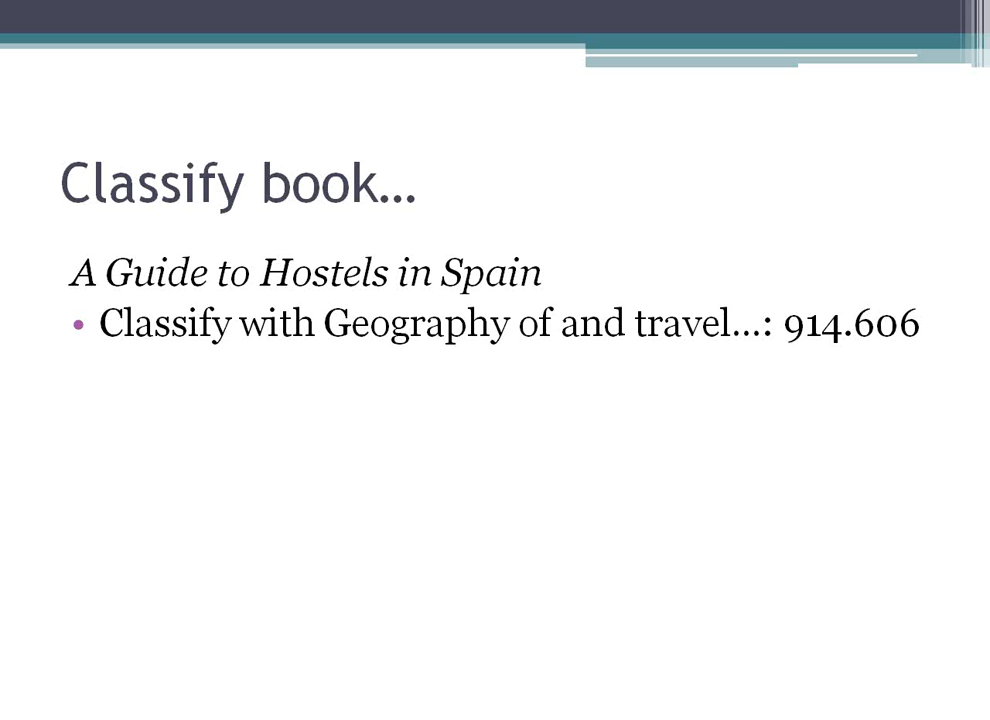 Classify book…
A Guide to Hostels in Spain
• Classify with Geography of and travel…: 914.606